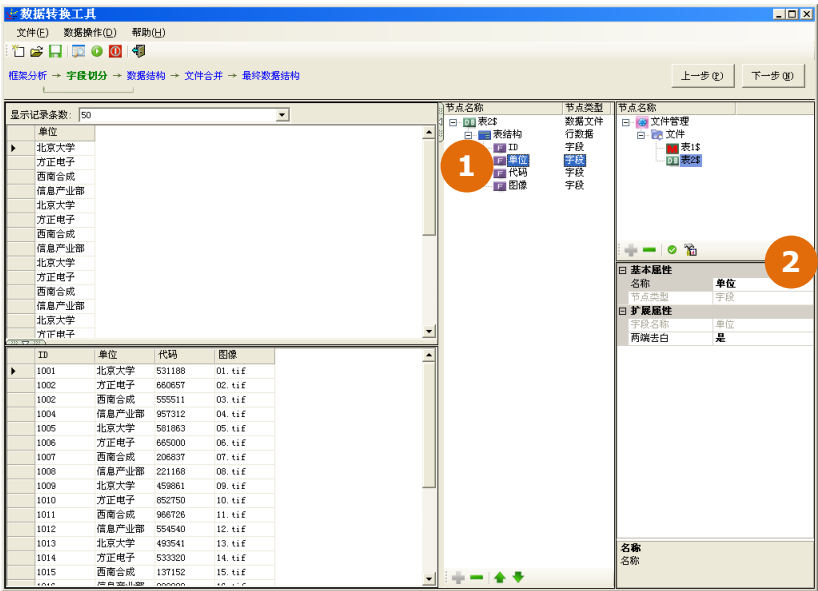 数据转换工具
文件(F) 数据操作(D) 帮助(H)
框架分析 → 字段切分 → 数据结构 → 文件合并 → 最终数据结构
上一步(P) 下一步(N)
显示记录条数: 50
单位
北京大学
方正电子
西南合成
信息产业部
北京大学
方正电子
西南合成
信息产业部
北京大学
方正电子
西南合成
信息产业部
北京大学
方正电子
ID 单位 代码 图像
1001 北京大学 531188 01.tif
1002 方正电子 660657 02.tif
1002 西南合成 555511 03.tif
1004 信息产业部 957312 04.tif
1005 北京大学 581863 05.tif
1006 方正电子 665000 06.tif
1007 西南合成 206837 07.tif
1008 信息产业部 221168 08.tif
1009 北京大学 459861 09.tif
1010 方正电子 852750 10.tif
1011 西南合成 966726 11.tif
1012 信息产业部 554540 12.tif
1013 北京大学 493541 13.tif
1014 方正电子 533320 14.tif
1015 西南合成 137152 15.tif
节点名称 节点类型
表2$ 数据文件
表结构 行数据
ID 字段
单位 字段
代码 字段
图像 字段
1
节点名称
文件管理
文件
表1$
表2$
2
基本属性
名称 单位
节点类型 字段
扩展属性
字段名称 单位
两端去白 是
名称
名称